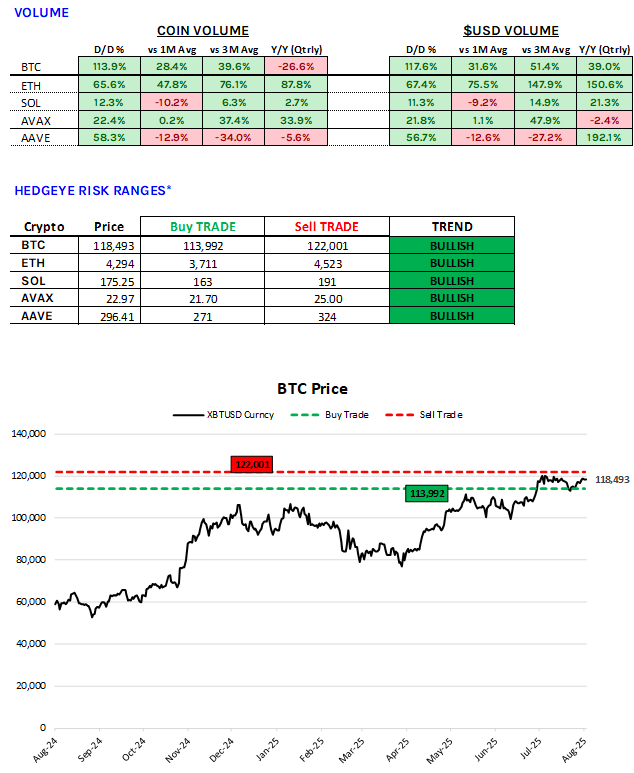 VOLUME
COIN VOLUME $USD VOLUME
D/D % vs 1M Avg vs 3M Avg Y/Y (Qtrly) D/D % vs 1M Avg vs 3M Avg Y/Y (Qtrly)
BTC 113.9% 28.4% 39.6% -26.6% 117.6% 31.6% 51.4% 39.0%
ETH 65.6% 47.8% 76.1% 87.8% 67.4% 75.5% 147.9% 150.6%
SOL 12.3% -10.2% 6.3% 2.7% 11.3% -9.2% 14.9% 21.3%
AVAX 22.4% 0.2% 37.4% 33.9% 21.8% 1.1% 47.9% -2.4%
AAVE 58.3% -12.9% -34.0% -5.6% 56.7% -12.6% -27.2% 192.1%
HEDGEYE RISK RANGES*
Crypto Price Buy TRADE Sell TRADE TREND
BTC 118,493 113,992 122,001 BULLISH
ETH 4,294 3,711 4,523 BULLISH
SOL 175.25 163 191 BULLISH
AVAX 22.97 21.70 25.00 BULLISH
AAVE 296.41 271 324 BULLISH
BTC Price
XBTUSD Curncy Buy Trade Sell Trade
140,000
122,001
120,000
118,493
113,992
100,000
80,000
60,000
40,000
20,000
0
Aug-24 Sep-24 Oct-24 Nov-24 Dec-24 Jan-25 Feb-25 Mar-25 Apr-25 May-25 Jun-25 Jul-25 Aug-25